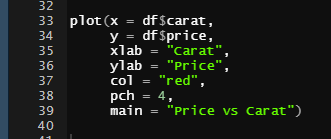 32
33 plot(x = df$carat,
34      y = df$price,
35      xlab = "Carat",
36      ylab = "Price",
37      col = "red",
38      pch = 4,
39      main = "Price vs Carat")
40